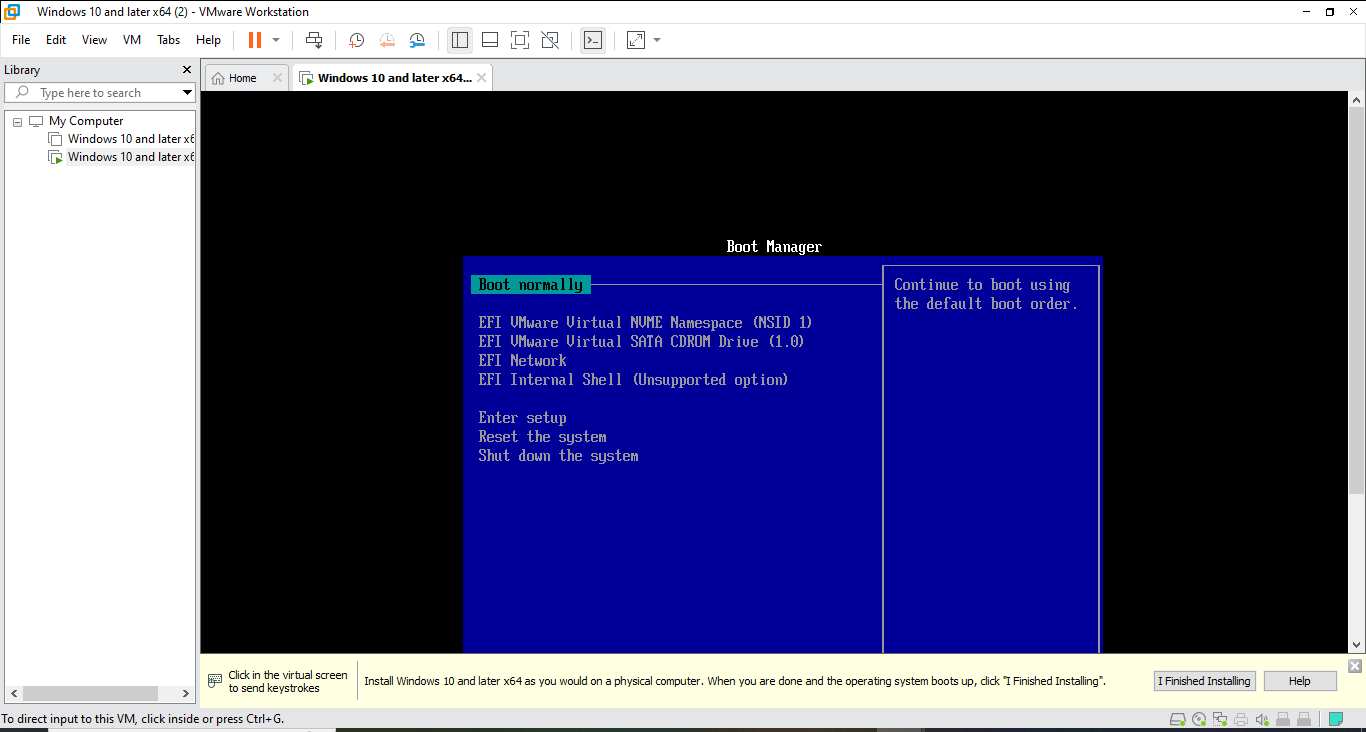 Windows 10 and later x64 (2) - VMware Workstation
File Edit View VM Tabs Help
Library
Type here to search
My Computer
Windows 10 and later x6
Windows 10 and later x6
Home
Windows 10 and later x64...
Boot Manager
Boot normally
EFI VMware Virtual NVME Namespace (NSID 1)
EFI VMware Virtual SATA CDROM Drive (1.0)
EFI Network
EFI Internal Shell (Unsupported option)
Enter setup
Reset the system
Shut down the system
Continue to boot using
the default boot order.
Click in the virtual screen
to send keystrokes
Install Windows 10 and later x64 as you would on a physical computer. When you are done and the operating system boots up, click "I Finished Installing".
I Finished Installing
Help
To direct input to this VM, click inside or press Ctrl+G.